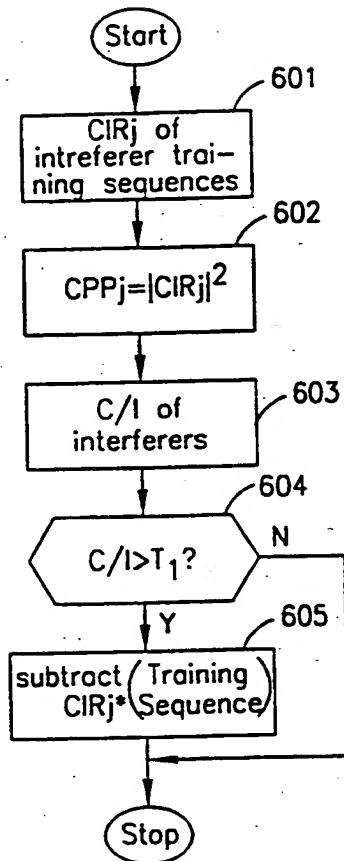 Start
601
CIRj of
intreferer trai-
ning sequences
602
CPPj=|CIRj|²
603
C/I of
interferers
604
C/I>T₁?
N
Y
605
subtract (Training
CIRj* Sequence)
Stop